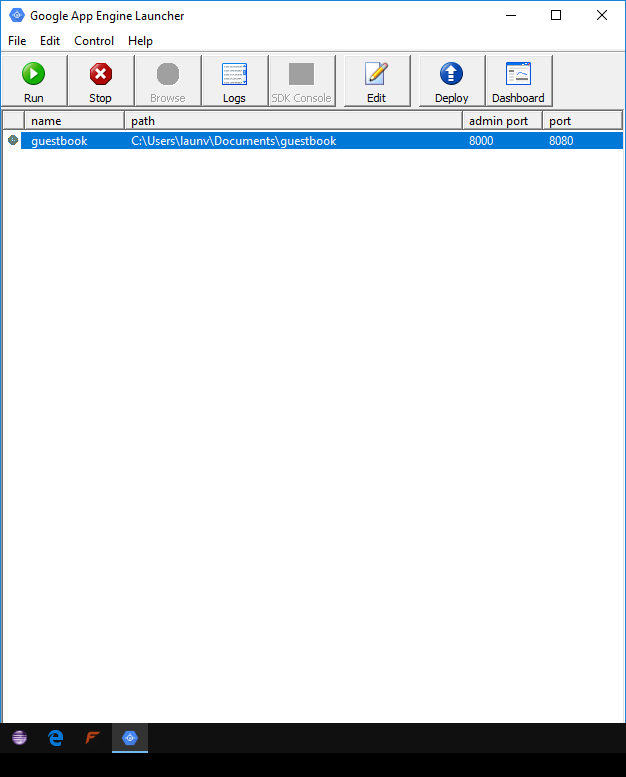 Google App Engine Launcher
File Edit Control Help
Run Stop Browse Logs SDK Console Edit Deploy Dashboard
name path admin port port
guestbook C:\Users\launv\Documents\guestbook 8000 8080